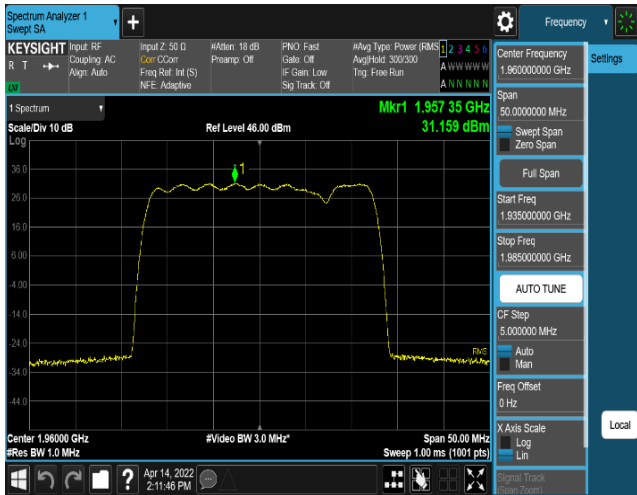 Spectrum Analyzer 1
Swept SA
Frequency
KEYSIGHT
R T
LXI
Input: RF
Coupling: AC
Align: Auto
Input Z: 50 Ω
Corr CCorr
Freq Ref: Int (S)
NFE: Adaptive
#Atten: 18 dB
Preamp: Off
PNO: Fast
Gate: Off
IF Gain: Low
Sig Track: Off
#Avg Type: Power (RMS
Avg|Hold: 300/300
Trig: Free Run
1 2 3 4 5 6
A W W W W W
A N N N N N
1 Spectrum
Scale/Div 10 dB
Log
Ref Level 46.00 dBm
Mkr1 1.957 35 GHz
31.159 dBm
36.0
26.0
16.0
6.00
-4.00
-14.0
-24.0
-34.0
-44.0
1
RMS
Center 1.96000 GHz
#Res BW 1.0 MHz
#Video BW 3.0 MHz*
Span 50.00 MHz
Sweep 1.00 ms (1001 pts)
Apr 14, 2022
2:11:46 PM
?
Center Frequency
1.960000000 GHz
Span
50.0000000 MHz
Swept Span
Zero Span
Full Span
Start Freq
1.935000000 GHz
Stop Freq
1.985000000 GHz
AUTO TUNE
CF Step
5.000000 MHz
Auto
Man
Freq Offset
0 Hz
X Axis Scale
Log
Lin
Signal Track
(Span Zoom)
Settings
Local